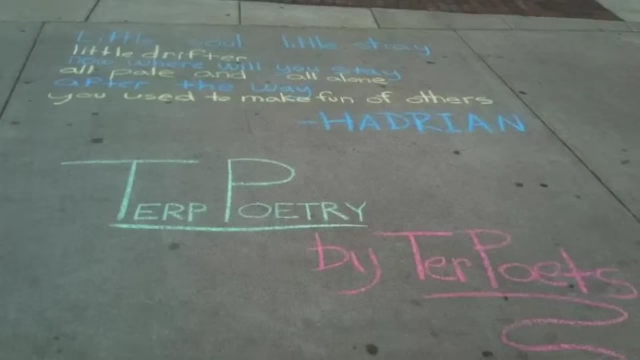 Little soul little stray
little drifter
now where will you stay
all pale and all alone
after the way
you used to make fun of others
-HADRIAN
TERP POETRY
by TerPoets